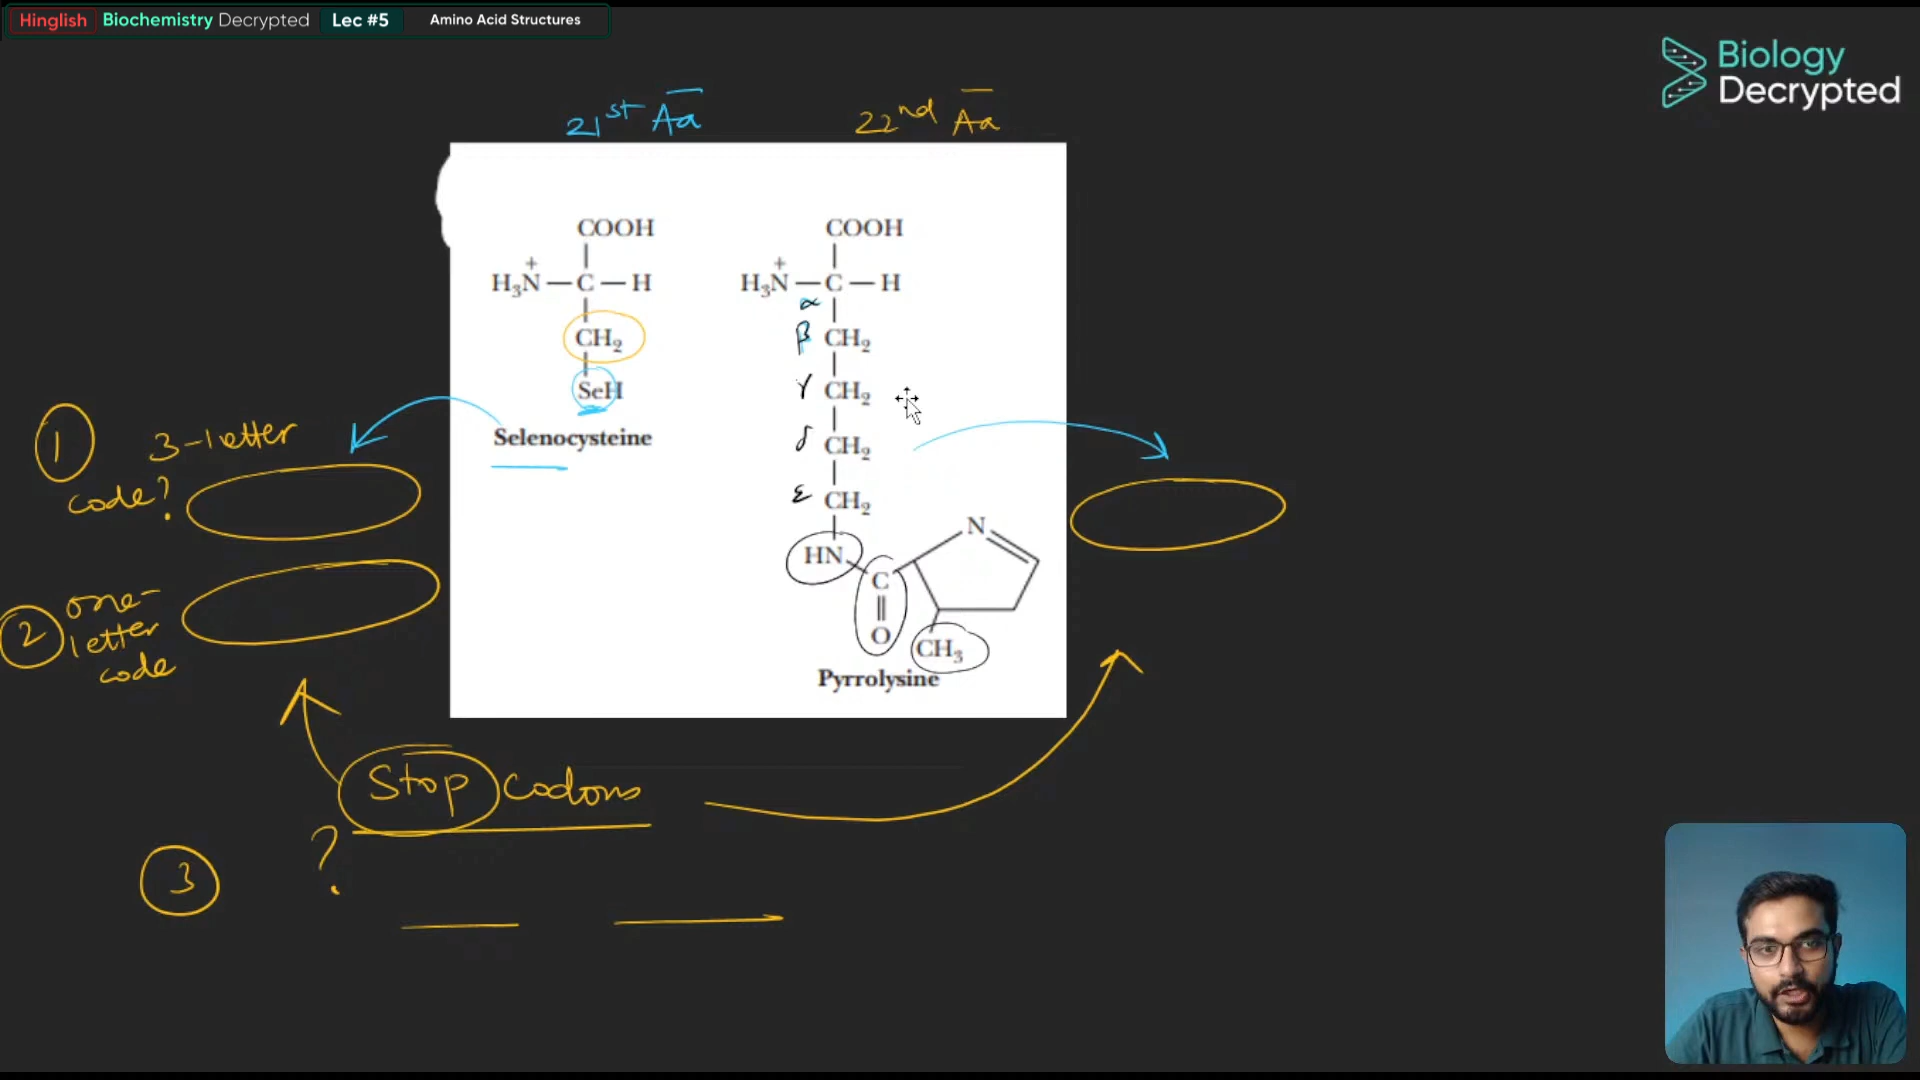 Hinglish Biochemistry Decrypted Lec #5 Amino Acid Structures
Biology
Decrypted
21st Aa
22nd Aa
COOH
H₃N⁺—C—H
CH₂
SeH
Selenocysteine
COOH
H₃N⁺—C—H
α
β CH₂
γ CH₂
δ CH₂
ε CH₂
HN
C
O
N
CH₃
Pyrrolysine
1 3-letter
code?
2 one-
letter
code
Stop Codons
?
3